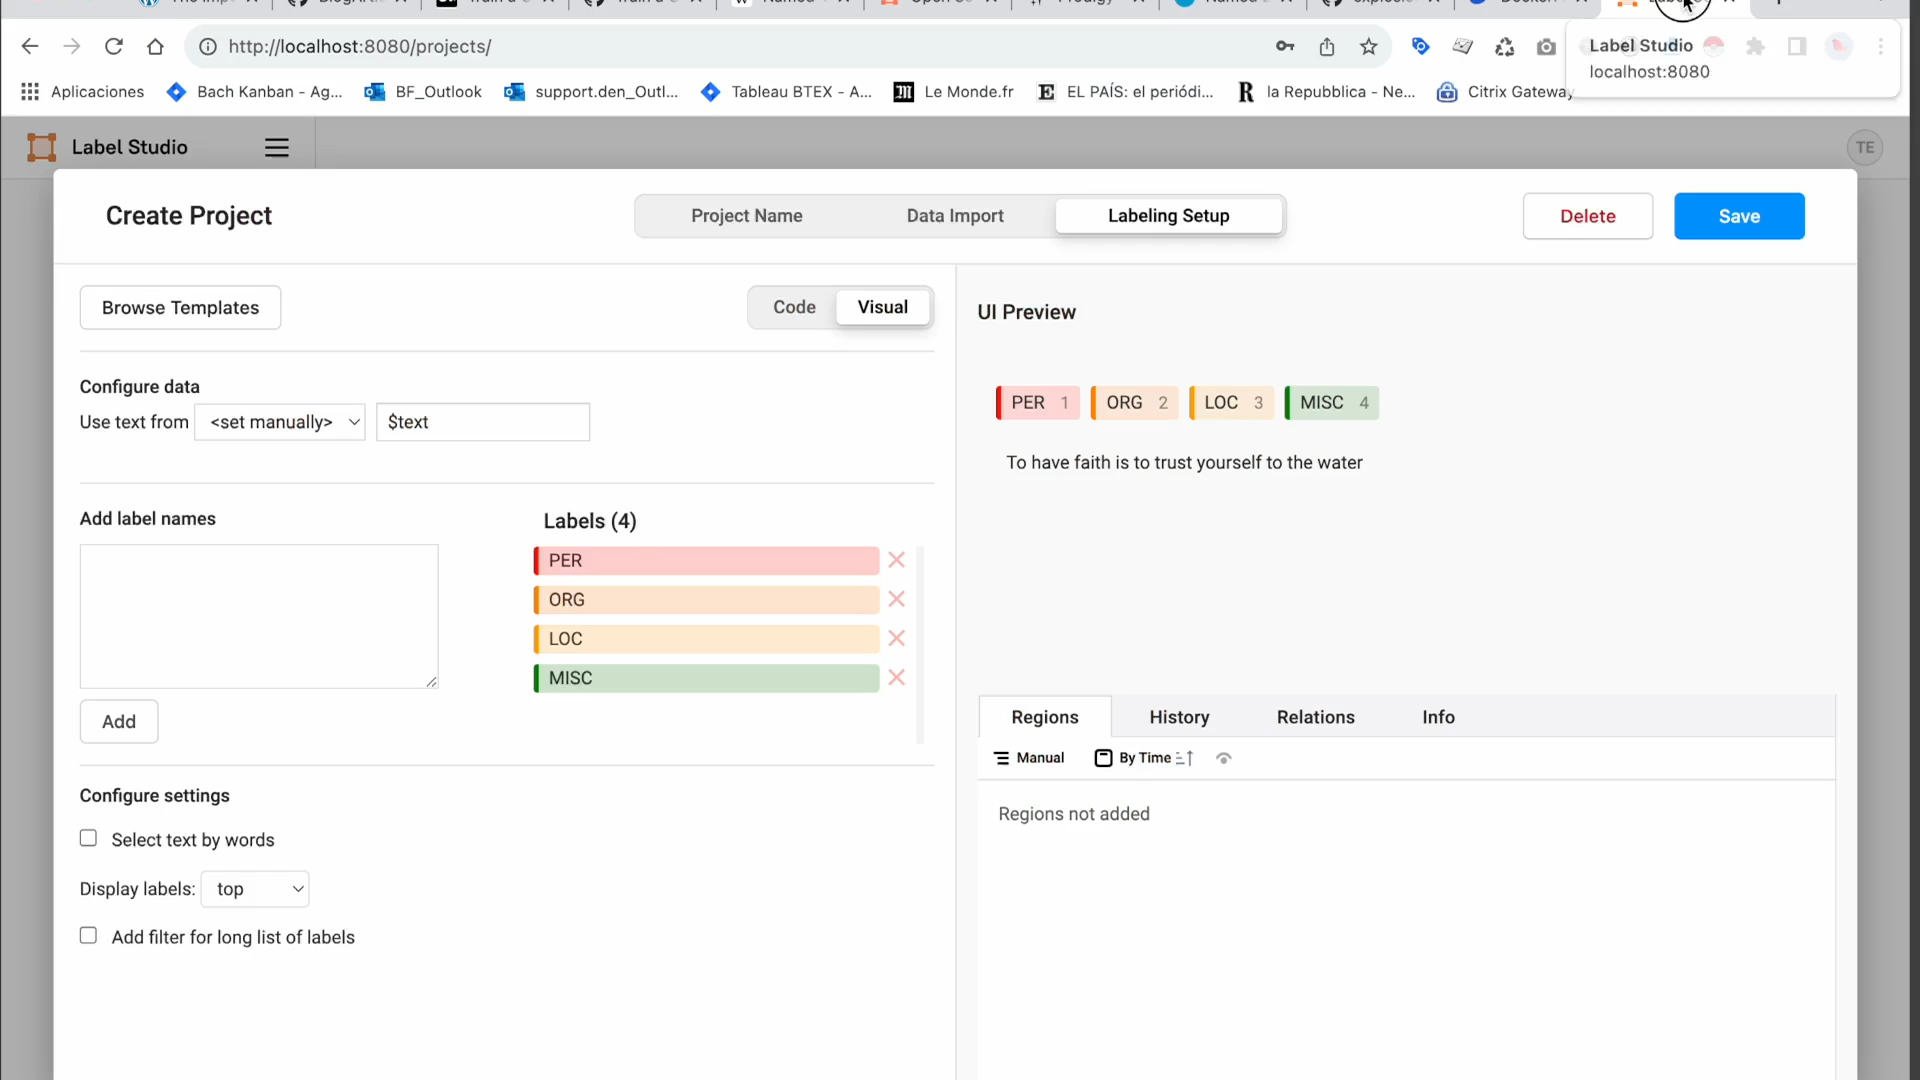 http://localhost:8080/projects/
Label Studio
localhost:8080
Aplicaciones
Bach Kanban - Ag...
BF_Outlook
support.den_Outl...
Tableau BTEX - A...
Le Monde.fr
EL PAÍS: el periódi...
la Repubblica - Ne...
Citrix Gateway
Label Studio
TE
Create Project
Project Name
Data Import
Labeling Setup
Delete
Save
Browse Templates
Code
Visual
UI Preview
Configure data
Use text from <set manually> $text
PER 1
ORG 2
LOC 3
MISC 4
To have faith is to trust yourself to the water
Add label names
Labels (4)
PER
ORG
LOC
MISC
Add
Regions
History
Relations
Info
Manual
By Time
Regions not added
Configure settings
Select text by words
Display labels: top
Add filter for long list of labels